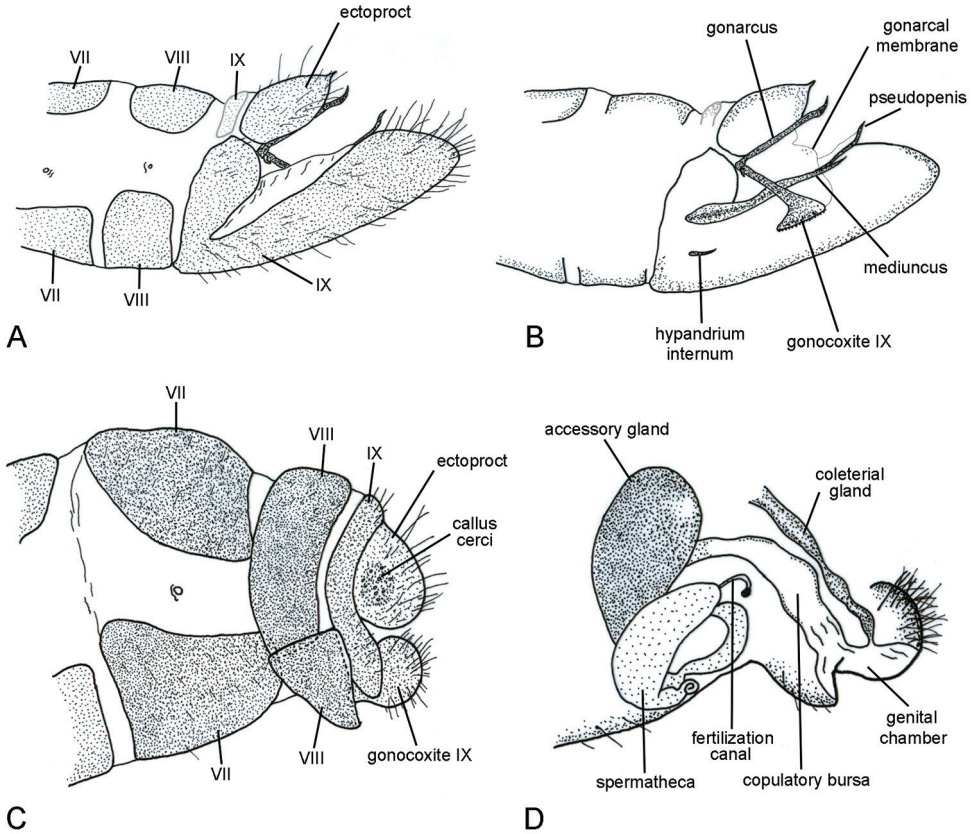 ectoproct
VII
VIII
IX
VII
VIII
IX
A
gonarcus
gonarcal
membrane
pseudopenis
mediuncus
hypandrium
internum
gonocoxite IX
B
VII
VIII
IX
ectoproct
callus
cerci
gonocoxite IX
VIII
VII
C
accessory gland
coleterial
gland
genital
chamber
fertilization
canal
spermatheca
copulatory bursa
D